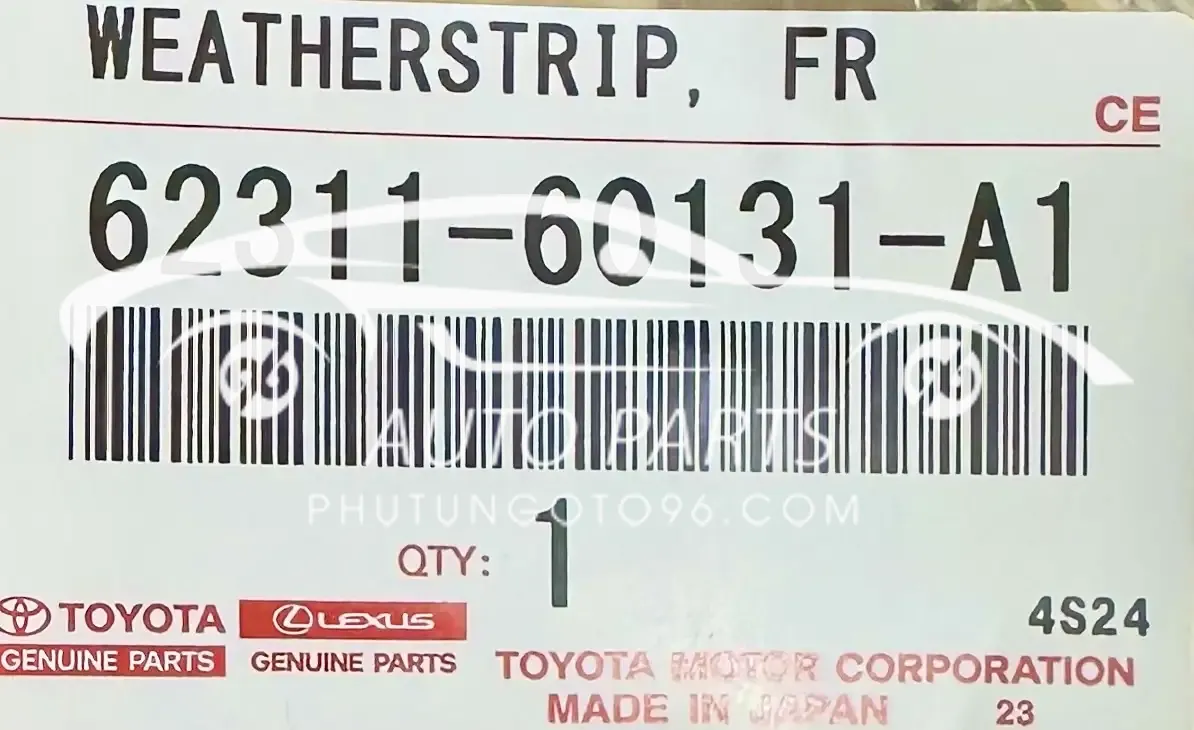 WEATHERSTRIP, FR
CE
62311-60131-A1
AUTO PARTS
PHUTUNGOTO96.COM
QTY: 1
4S24
TOYOTA
GENUINE PARTS
LEXUS
GENUINE PARTS
TOYOTA MOTOR CORPORATION
MADE IN JAPAN 23